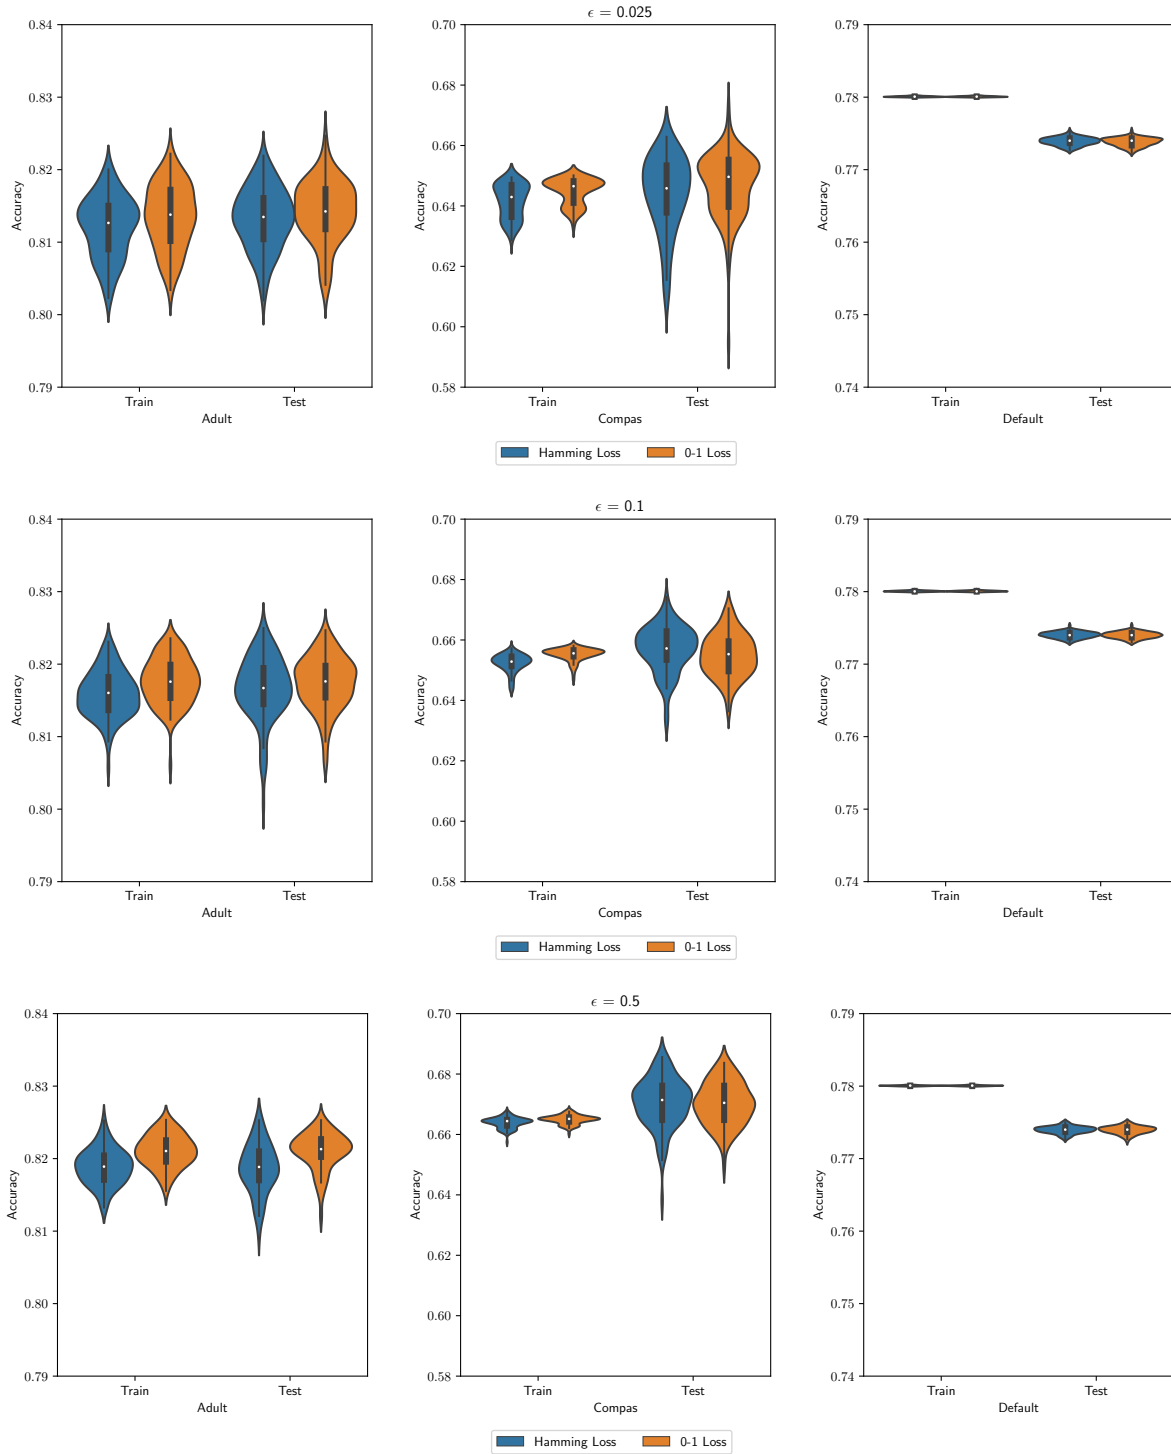 ϵ = 0.025
0.84
0.83
0.82
0.81
0.80
0.79
Accuracy
Train
Test
Adult
0.70
0.68
0.66
0.64
0.62
0.60
0.58
Accuracy
Train
Test
Compas
0.79
0.78
0.77
0.76
0.75
0.74
Accuracy
Train
Test
Default
Hamming Loss
0-1 Loss
ϵ = 0.1
0.84
0.83
0.82
0.81
0.80
0.79
Accuracy
Train
Test
Adult
0.70
0.68
0.66
0.64
0.62
0.60
0.58
Accuracy
Train
Test
Compas
0.79
0.78
0.77
0.76
0.75
0.74
Accuracy
Train
Test
Default
Hamming Loss
0-1 Loss
ϵ = 0.5
0.84
0.83
0.82
0.81
0.80
0.79
Accuracy
Train
Test
Adult
0.70
0.68
0.66
0.64
0.62
0.60
0.58
Accuracy
Train
Test
Compas
0.79
0.78
0.77
0.76
0.75
0.74
Accuracy
Train
Test
Default
Hamming Loss
0-1 Loss